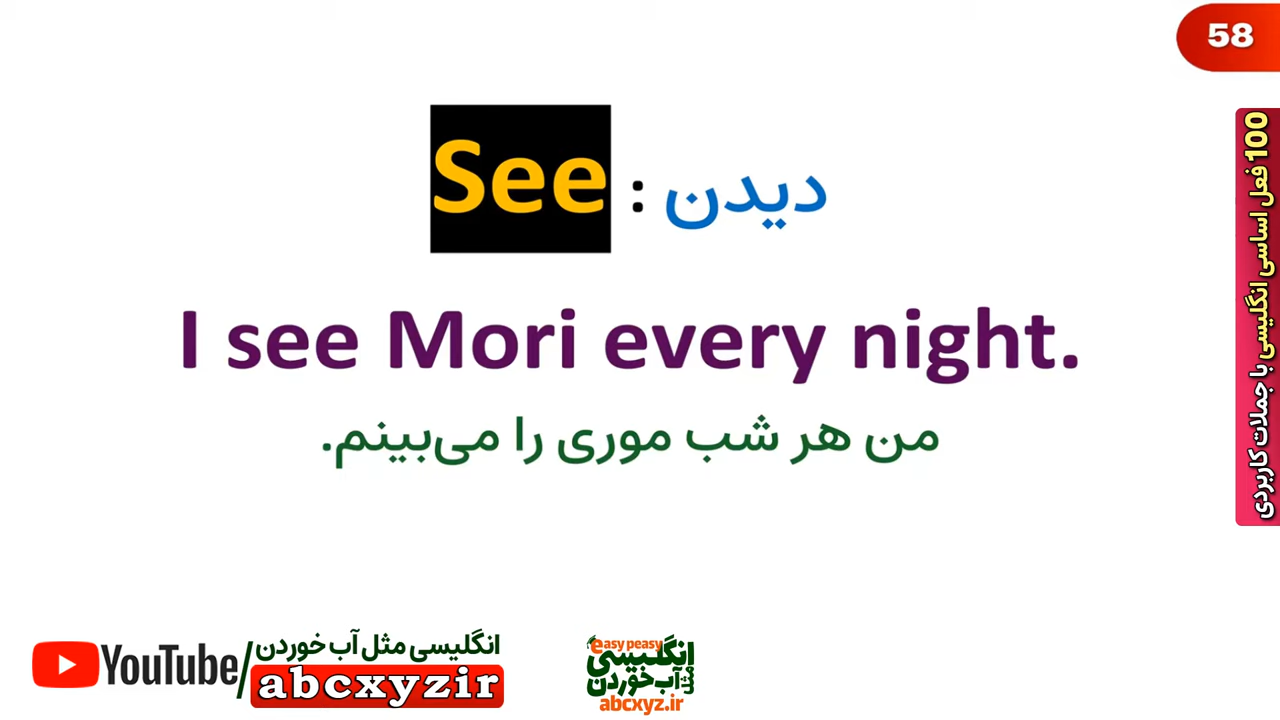 58
See : دیدن
I see Mori every night.
من هر شب موری را می‌بینم.
100 فعل اساسی انگلیسی با جملات کاربردی
YouTube/
انگلیسی مثل آب خوردن
abcxyzir
easy peasy
انگلیسی
مثل
آب خوردن
abcxyz.ir